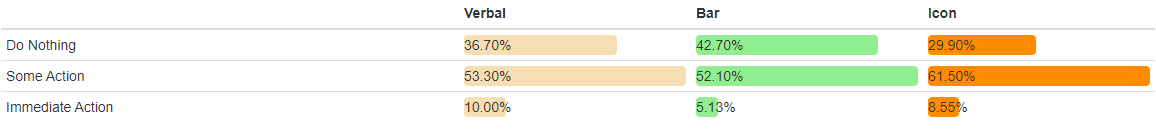 Verbal Bar Icon
Do Nothing 36.70% 42.70% 29.90%
Some Action 53.30% 52.10% 61.50%
Immediate Action 10.00% 5.13% 8.55%